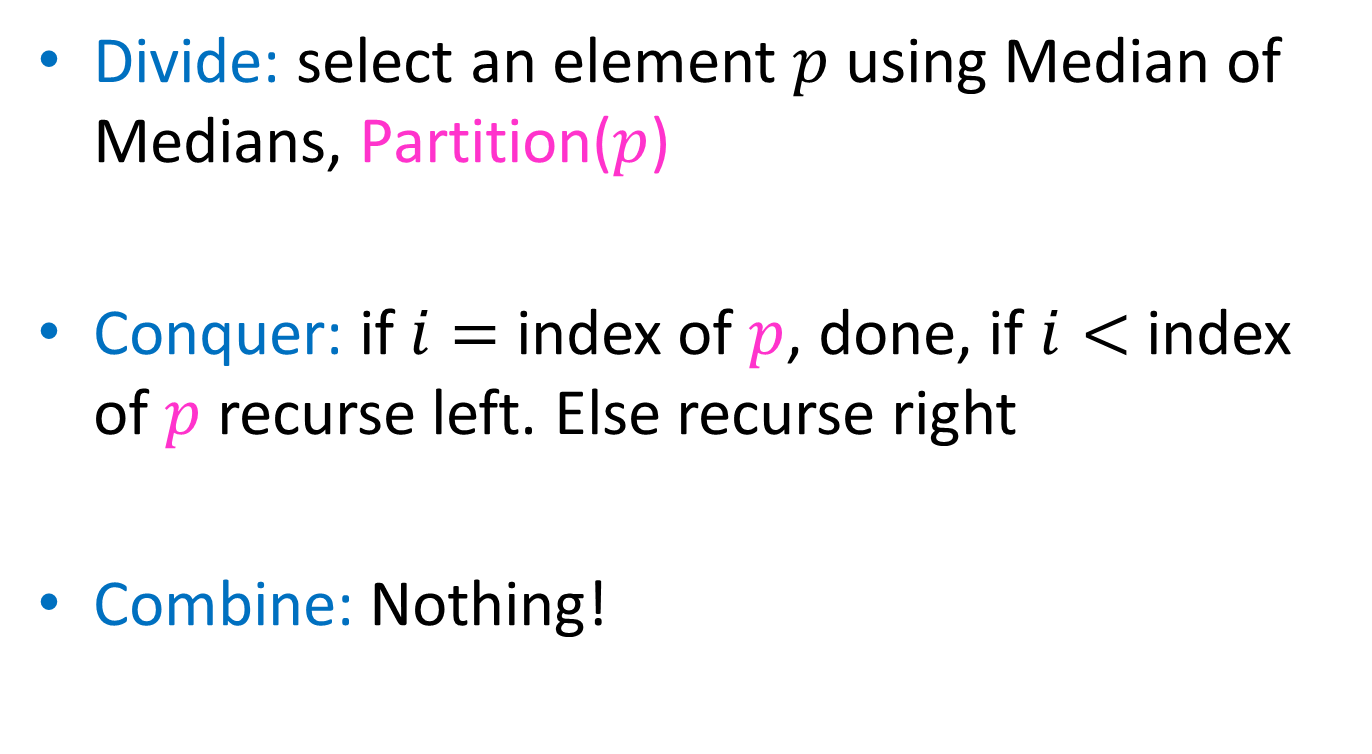 • Divide: select an element p using Median of
Medians, Partition(p)
• Conquer: if i = index of p, done, if i < index
of p recurse left. Else recurse right
• Combine: Nothing!